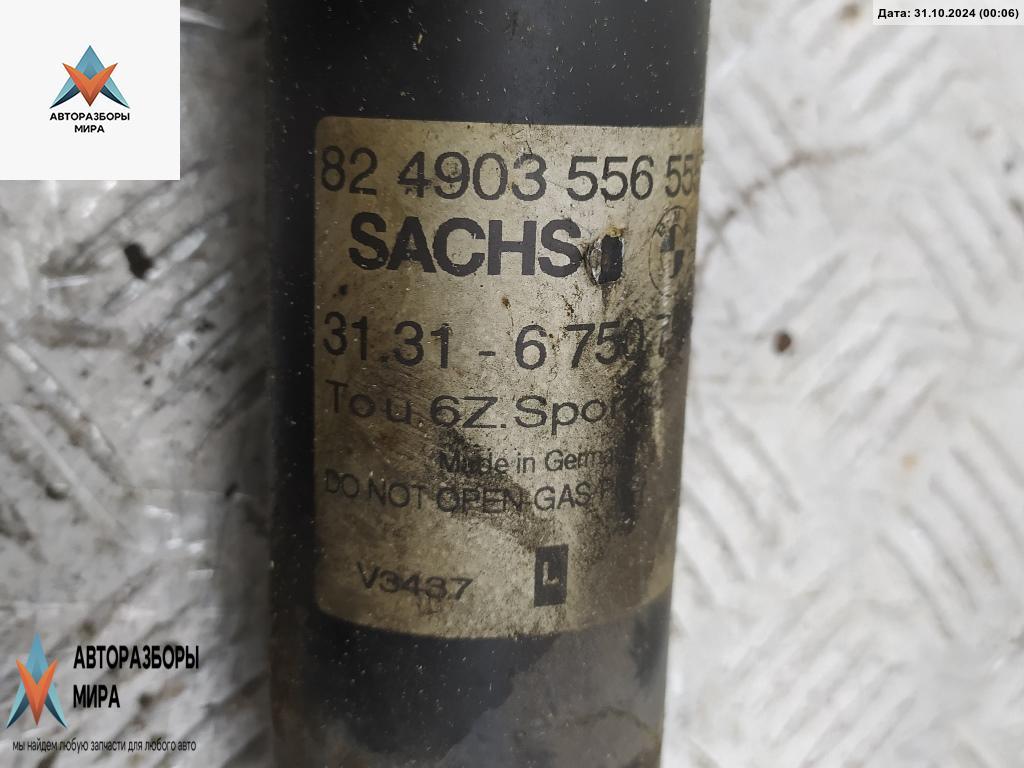 Дата: 31.10.2024 (00:06)
АВТОРАЗБОРЫ
МИРА
82 4903 556 55
SACHS
31.31 - 6 750
Tou.6Z.Spor
Made in Germa
DO NOT OPEN GAS
V3437
L
АВТОРАЗБОРЫ
МИРА
мы найдем любую запчасти для любого авто